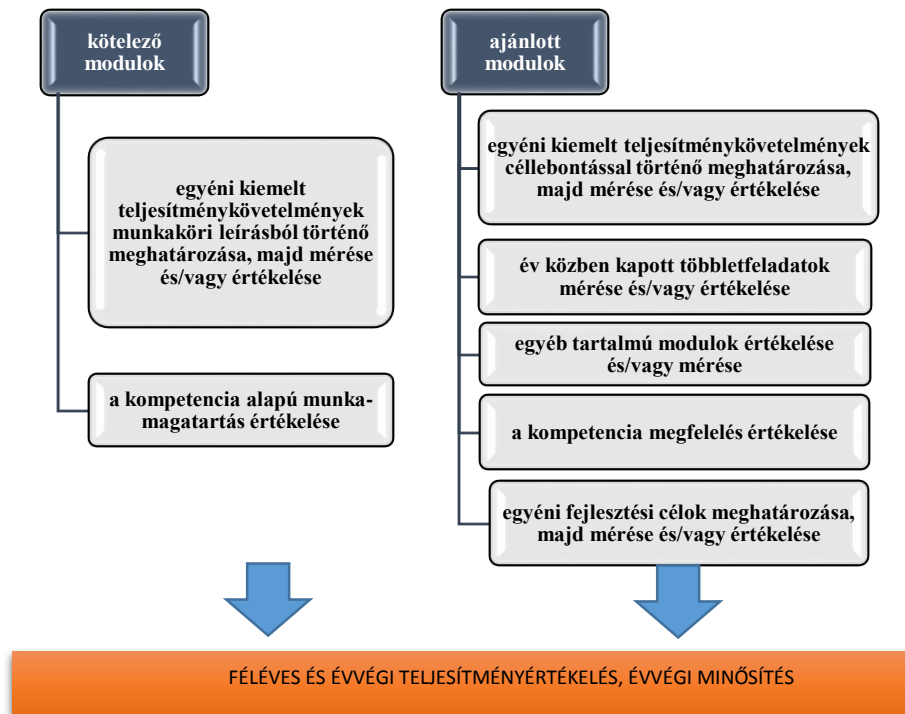 kötelező
modulok
egyéni kiemelt
teljesítménykövetelmények
munkaköri leírásból történő
meghatározása, majd mérése
és/vagy értékelése
a kompetencia alapú munka-
magatartás értékelése
ajánlott
modulok
egyéni kiemelt teljesítménykövetelmények
céllebontással történő meghatározása,
majd mérése és/vagy értékelése
év közben kapott többletfeladatok
mérése és/vagy értékelése
egyéb tartalmú modulok értékelése
és/vagy mérése
a kompetencia megfelelés értékelése
egyéni fejlesztési célok meghatározása,
majd mérése és/vagy értékelése
FÉLÉVES ÉS ÉVVÉGI TELJESÍTMÉNYÉRTÉKELÉS, ÉVVÉGI MINŐSÍTÉS